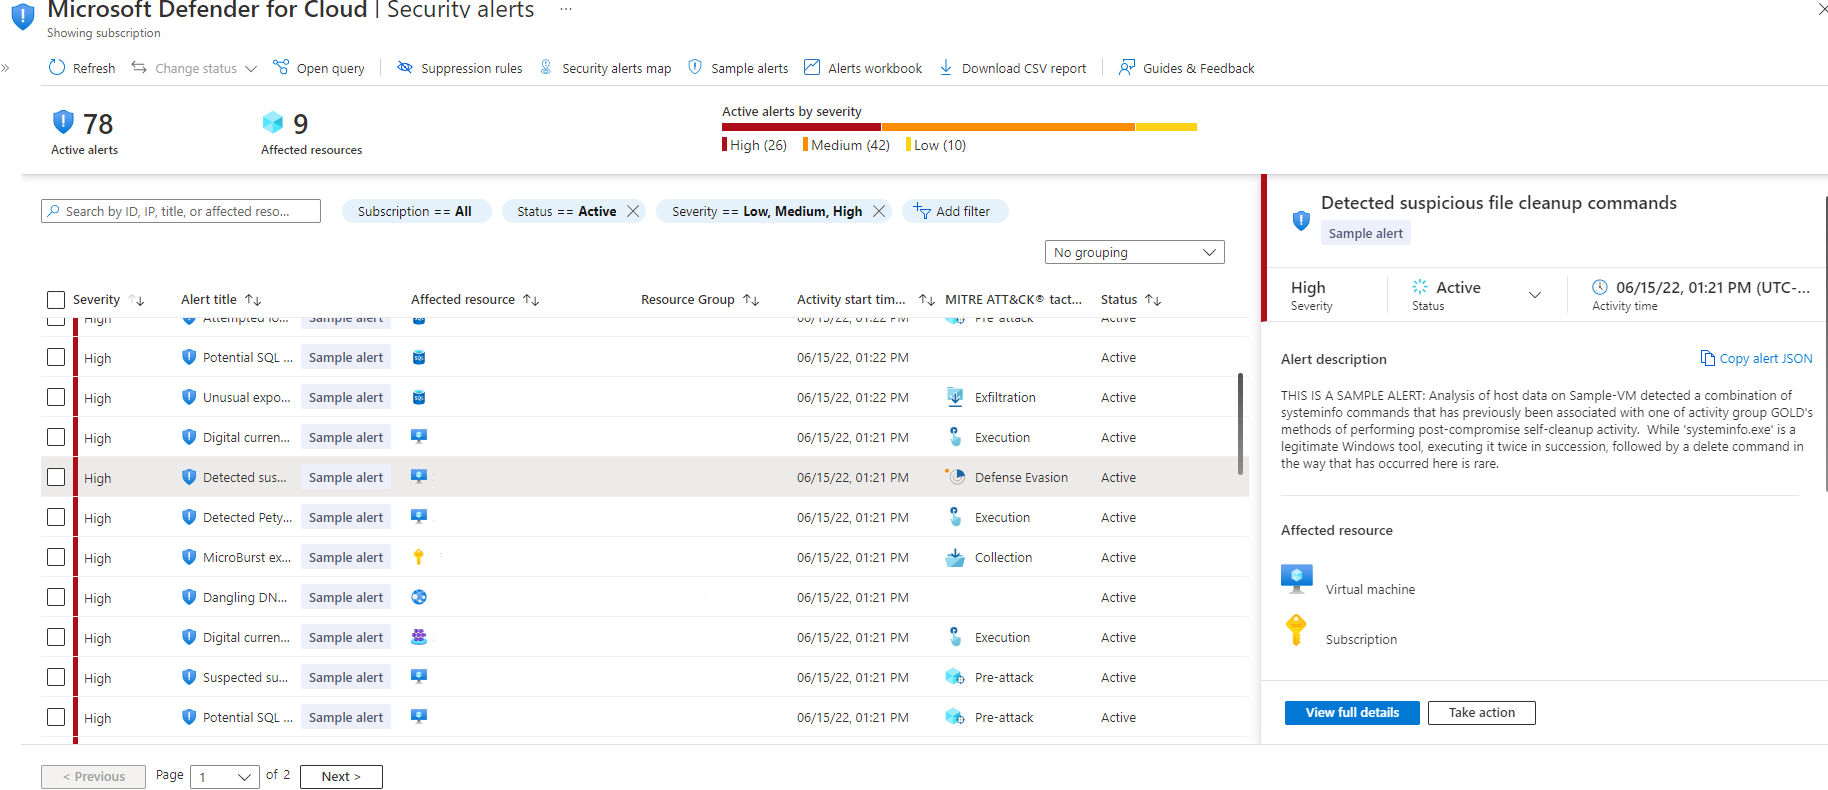 Microsoft Defender for Cloud | Security alerts ...
Showing subscription
Refresh Change status Open query Suppression rules Security alerts map Sample alerts Alerts workbook Download CSV report Guides & Feedback
78 9
Active alerts Affected resources
Active alerts by severity
High (26) Medium (42) Low (10)
Search by ID, IP, title, or affected reso... Subscription == All Status == Active Severity == Low, Medium, High Add filter
No grouping
Severity Alert title Affected resource Resource Group Activity start tim... MITRE ATT&CK® tact... Status
High Attempted lo... Sample alert 06/15/22, 01:22 PM Pre-attack Active
High Potential SQL ... Sample alert SQL 06/15/22, 01:22 PM Active
High Unusual expo... Sample alert SQL 06/15/22, 01:22 PM Exfiltration Active
High Digital curren... Sample alert 06/15/22, 01:21 PM Execution Active
High Detected sus... Sample alert 06/15/22, 01:21 PM Defense Evasion Active
High Detected Pety... Sample alert 06/15/22, 01:21 PM Execution Active
High MicroBurst ex... Sample alert 06/15/22, 01:21 PM Collection Active
High Dangling DN... Sample alert 06/15/22, 01:21 PM Active
High Digital curren... Sample alert 06/15/22, 01:21 PM Execution Active
High Suspected su... Sample alert 06/15/22, 01:21 PM Pre-attack Active
High Potential SQL ... Sample alert 06/15/22, 01:21 PM Pre-attack Active
< Previous Page 1 of 2 Next >
Detected suspicious file cleanup commands
Sample alert
High Active 06/15/22, 01:21 PM (UTC-...
Severity Status Activity time
Alert description Copy alert JSON
THIS IS A SAMPLE ALERT: Analysis of host data on Sample-VM detected a combination of
systeminfo commands that has previously been associated with one of activity group GOLD's
methods of performing post-compromise self-cleanup activity. While 'systeminfo.exe' is a
legitimate Windows tool, executing it twice in succession, followed by a delete command in
the way that has occurred here is rare.
Affected resource
Virtual machine
Subscription
View full details Take action